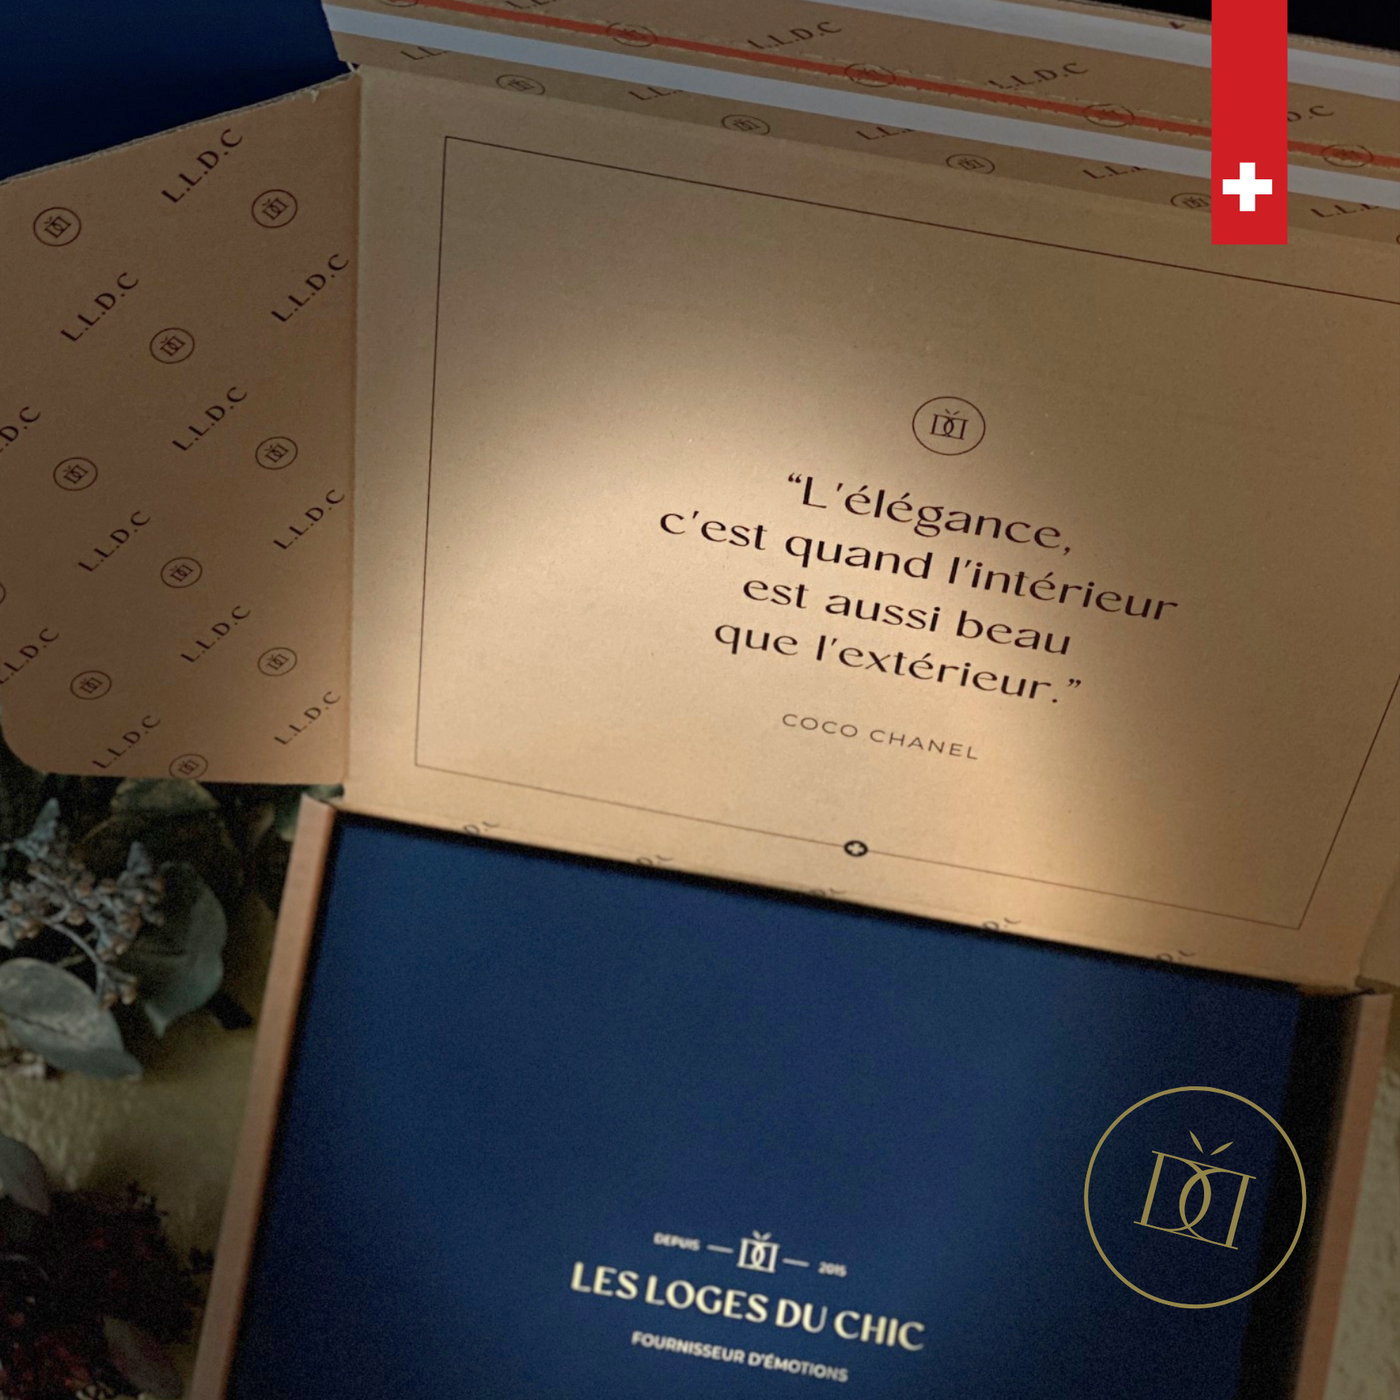 L.L.D.C
L.L.D.C
L.L.D.C
L.L.D.C
L.L.D.C
L.L.D.C
L.L.D.C
L.L.D.C
L.L.D.C
L.L.D.C
L.L.D.C
L.L.D.C
“L'élégance,
c'est quand l'intérieur
est aussi beau
que l'extérieur.”
COCO CHANEL
DEPUIS — DD — 2015
LES LOGES DU CHIC
FOURNISSEUR D'ÉMOTIONS